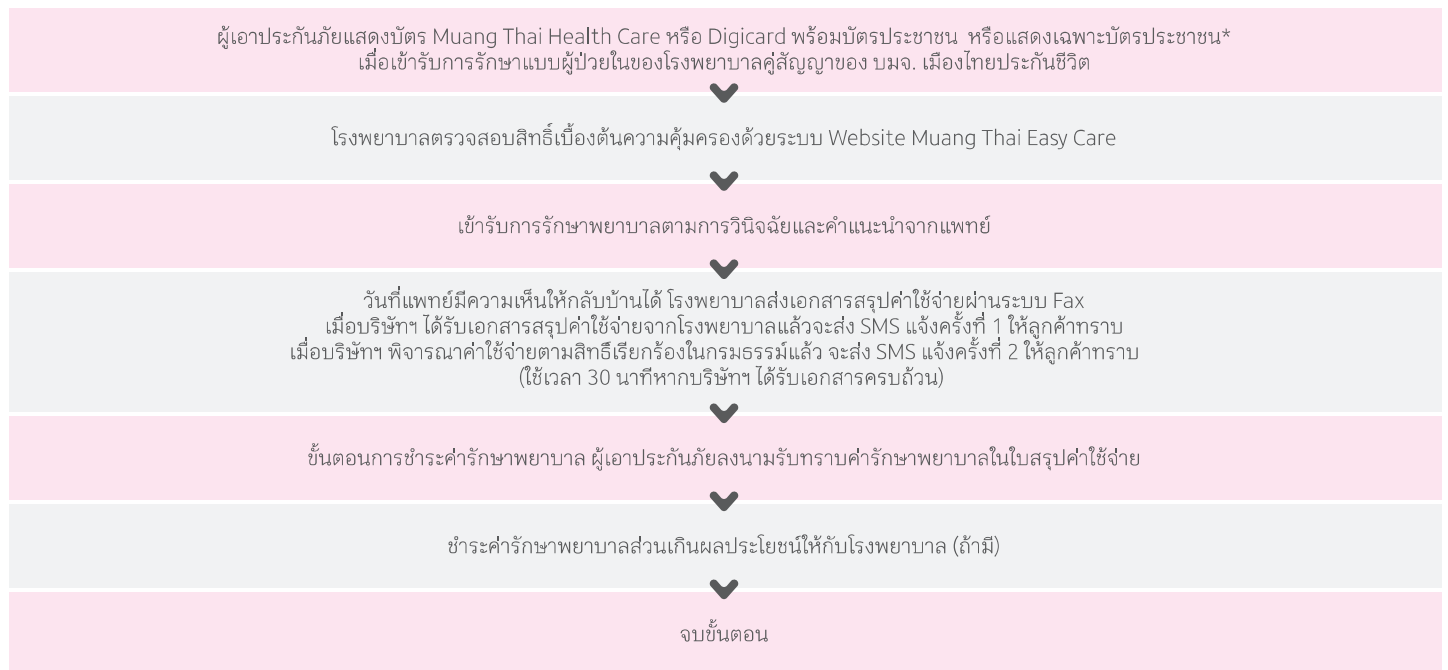 ผู้เอาประกันภัยแสดงบัตร Muang Thai Health Care หรือ Digicard พร้อมบัตรประชาชน หรือแสดงเฉพาะบัตรประชาชน*
เมื่อเข้ารับการรักษาแบบผู้ป่วยในของโรงพยาบาลคู่สัญญาของ บมจ. เมืองไทยประกันชีวิต
โรงพยาบาลตรวจสอบสิทธิ์เบื้องต้นความคุ้มครองด้วยระบบ Website Muang Thai Easy Care
เข้ารับการรักษาพยาบาลตามการวินิจฉัยและคำแนะนำจากแพทย์
วันที่แพทย์มีความเห็นให้กลับบ้านได้ โรงพยาบาลส่งเอกสารสรุปค่าใช้จ่ายผ่านระบบ Fax
เมื่อบริษัทฯ ได้รับเอกสารสรุปค่าใช้จ่ายจากโรงพยาบาลแล้วจะส่ง SMS แจ้งครั้งที่ 1 ให้ลูกค้าทราบ
เมื่อบริษัทฯ พิจารณาค่าใช้จ่ายตามสิทธิ์เรียกร้องในกรมธรรม์แล้ว จะส่ง SMS แจ้งครั้งที่ 2 ให้ลูกค้าทราบ
(ใช้เวลา 30 นาทีหากบริษัทฯ ได้รับเอกสารครบถ้วน)
ขั้นตอนการชำระค่ารักษาพยาบาล ผู้เอาประกันภัยลงนามรับทราบค่ารักษาพยาบาลในใบสรุปค่าใช้จ่าย
ชำระค่ารักษาพยาบาลส่วนเกินผลประโยชน์ให้กับโรงพยาบาล (ถ้ามี)
จบขั้นตอน